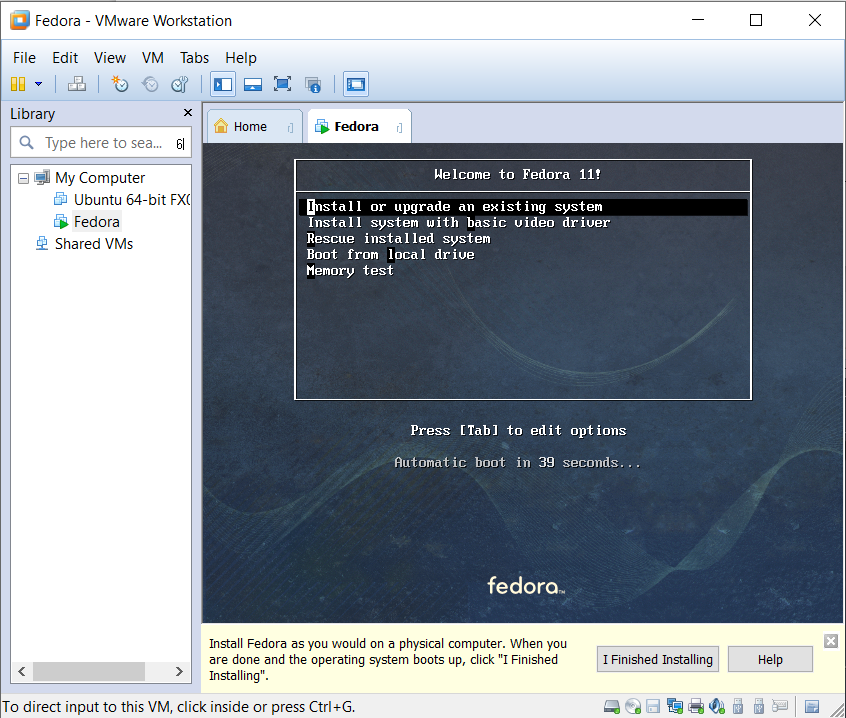 Fedora - VMware Workstation
File Edit View VM Tabs Help
Library
Type here to sea...
My Computer
Ubuntu 64-bit FX
Fedora
Shared VMs
Home
Fedora
Welcome to Fedora 11!
Install or upgrade an existing system
Install system with basic video driver
Rescue installed system
Boot from local drive
Memory test
Press [Tab] to edit options
Automatic boot in 39 seconds...
fedora™
Install Fedora as you would on a physical computer. When you
are done and the operating system boots up, click "I Finished
Installing".
I Finished Installing
Help
To direct input to this VM, click inside or press Ctrl+G.